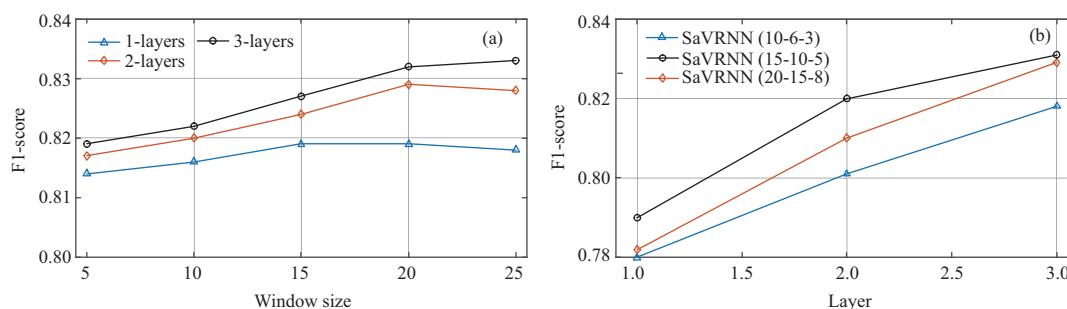 0.84
0.83
0.82
0.81
0.80
F1-score
1-layers
3-layers
2-layers
(a)
5
10
15
20
25
Window size
0.84
0.82
0.80
0.78
F1-score
SaVRNN (10-6-3)
SaVRNN (15-10-5)
SaVRNN (20-15-8)
(b)
1.0
1.5
2.0
2.5
3.0
Layer